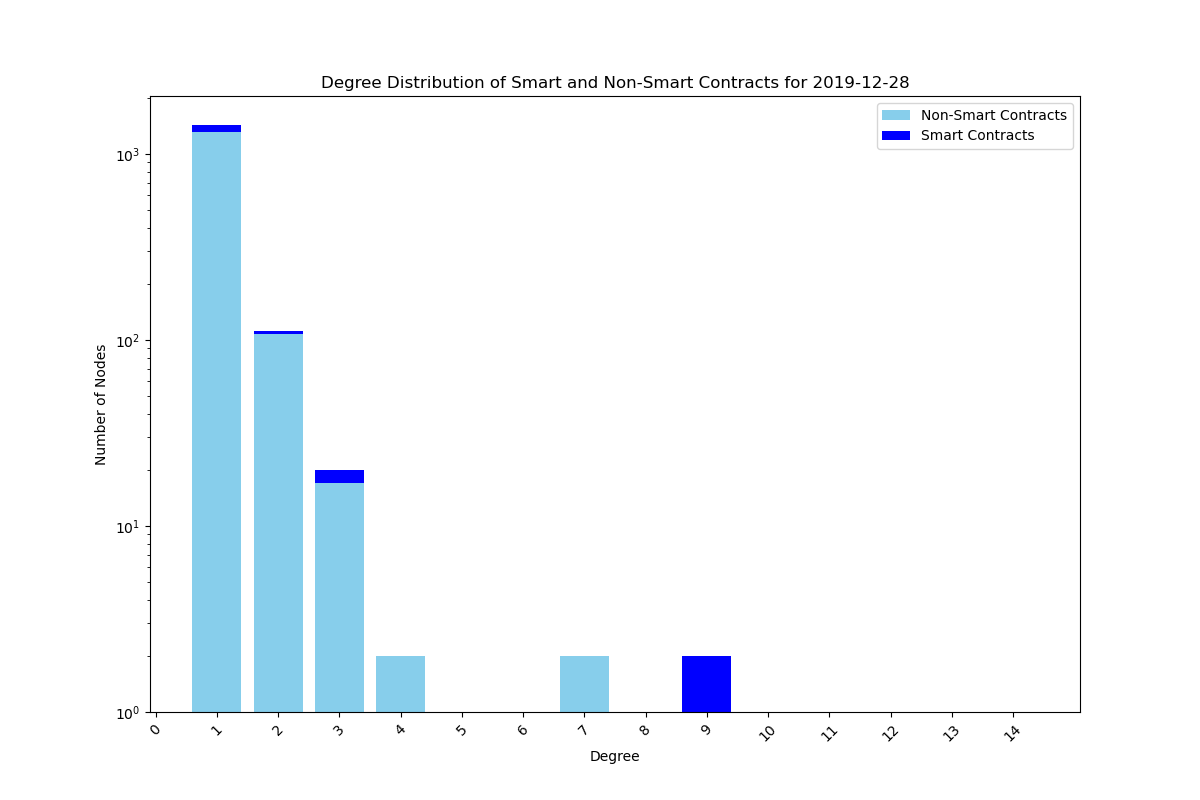 Degree Distribution of Smart and Non-Smart Contracts for 2019-12-28
Non-Smart Contracts
Smart Contracts
Number of Nodes
10³
10²
10¹
10⁰
0 1 2 3 4 5 6 7 8 9 10 11 12 13 14
Degree